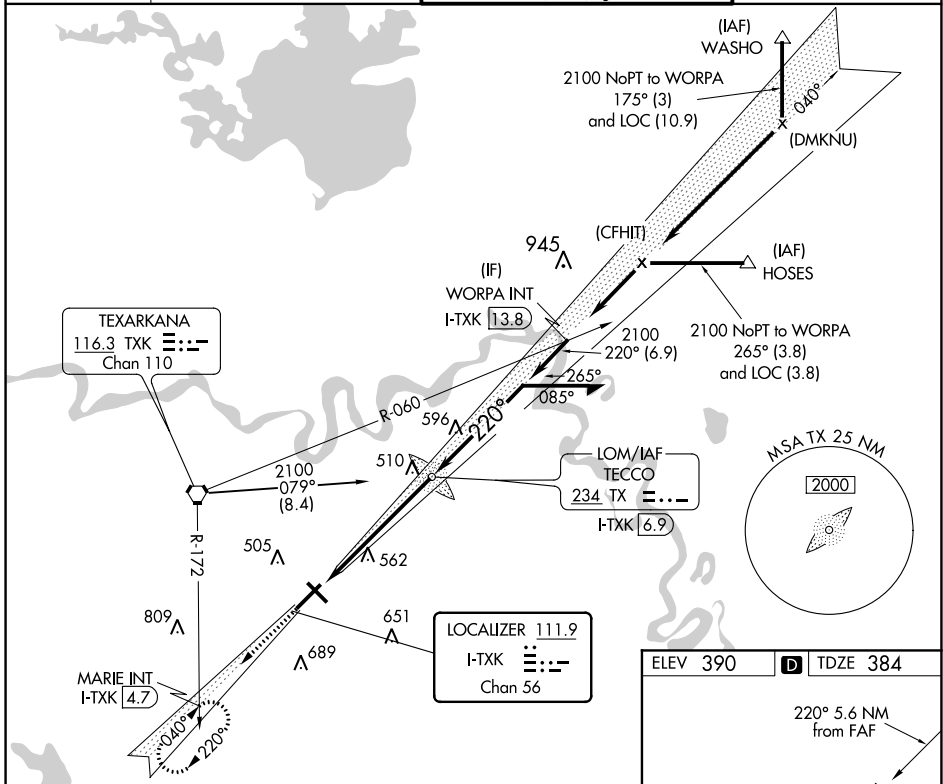 (IAF)
WASHO
2100 NoPT to WORPA
175° (3)
and LOC (10.9)
040°
(DMKNU)
(CFHIT)
945
(IAF)
HOSES
(IF)
WORPA INT
I-TXK 13.8
2100
220° (6.9)
2100 NoPT to WORPA
265° (3.8)
and LOC (3.8)
TEXARKANA
116.3 TXK
Chan 110
265°
085°
R-060
596
220°
MSA TX 25 NM
2000
510
LOM/IAF
TECCO
234 TX
I-TXK 6.9
2100
079°
(8.4)
R-172
505
562
809
651
689
LOCALIZER 111.9
I-TXK
Chan 56
MARIE INT
I-TXK 4.7
040°
220°
ELEV 390 D TDZE 384
220° 5.6 NM
from FAF